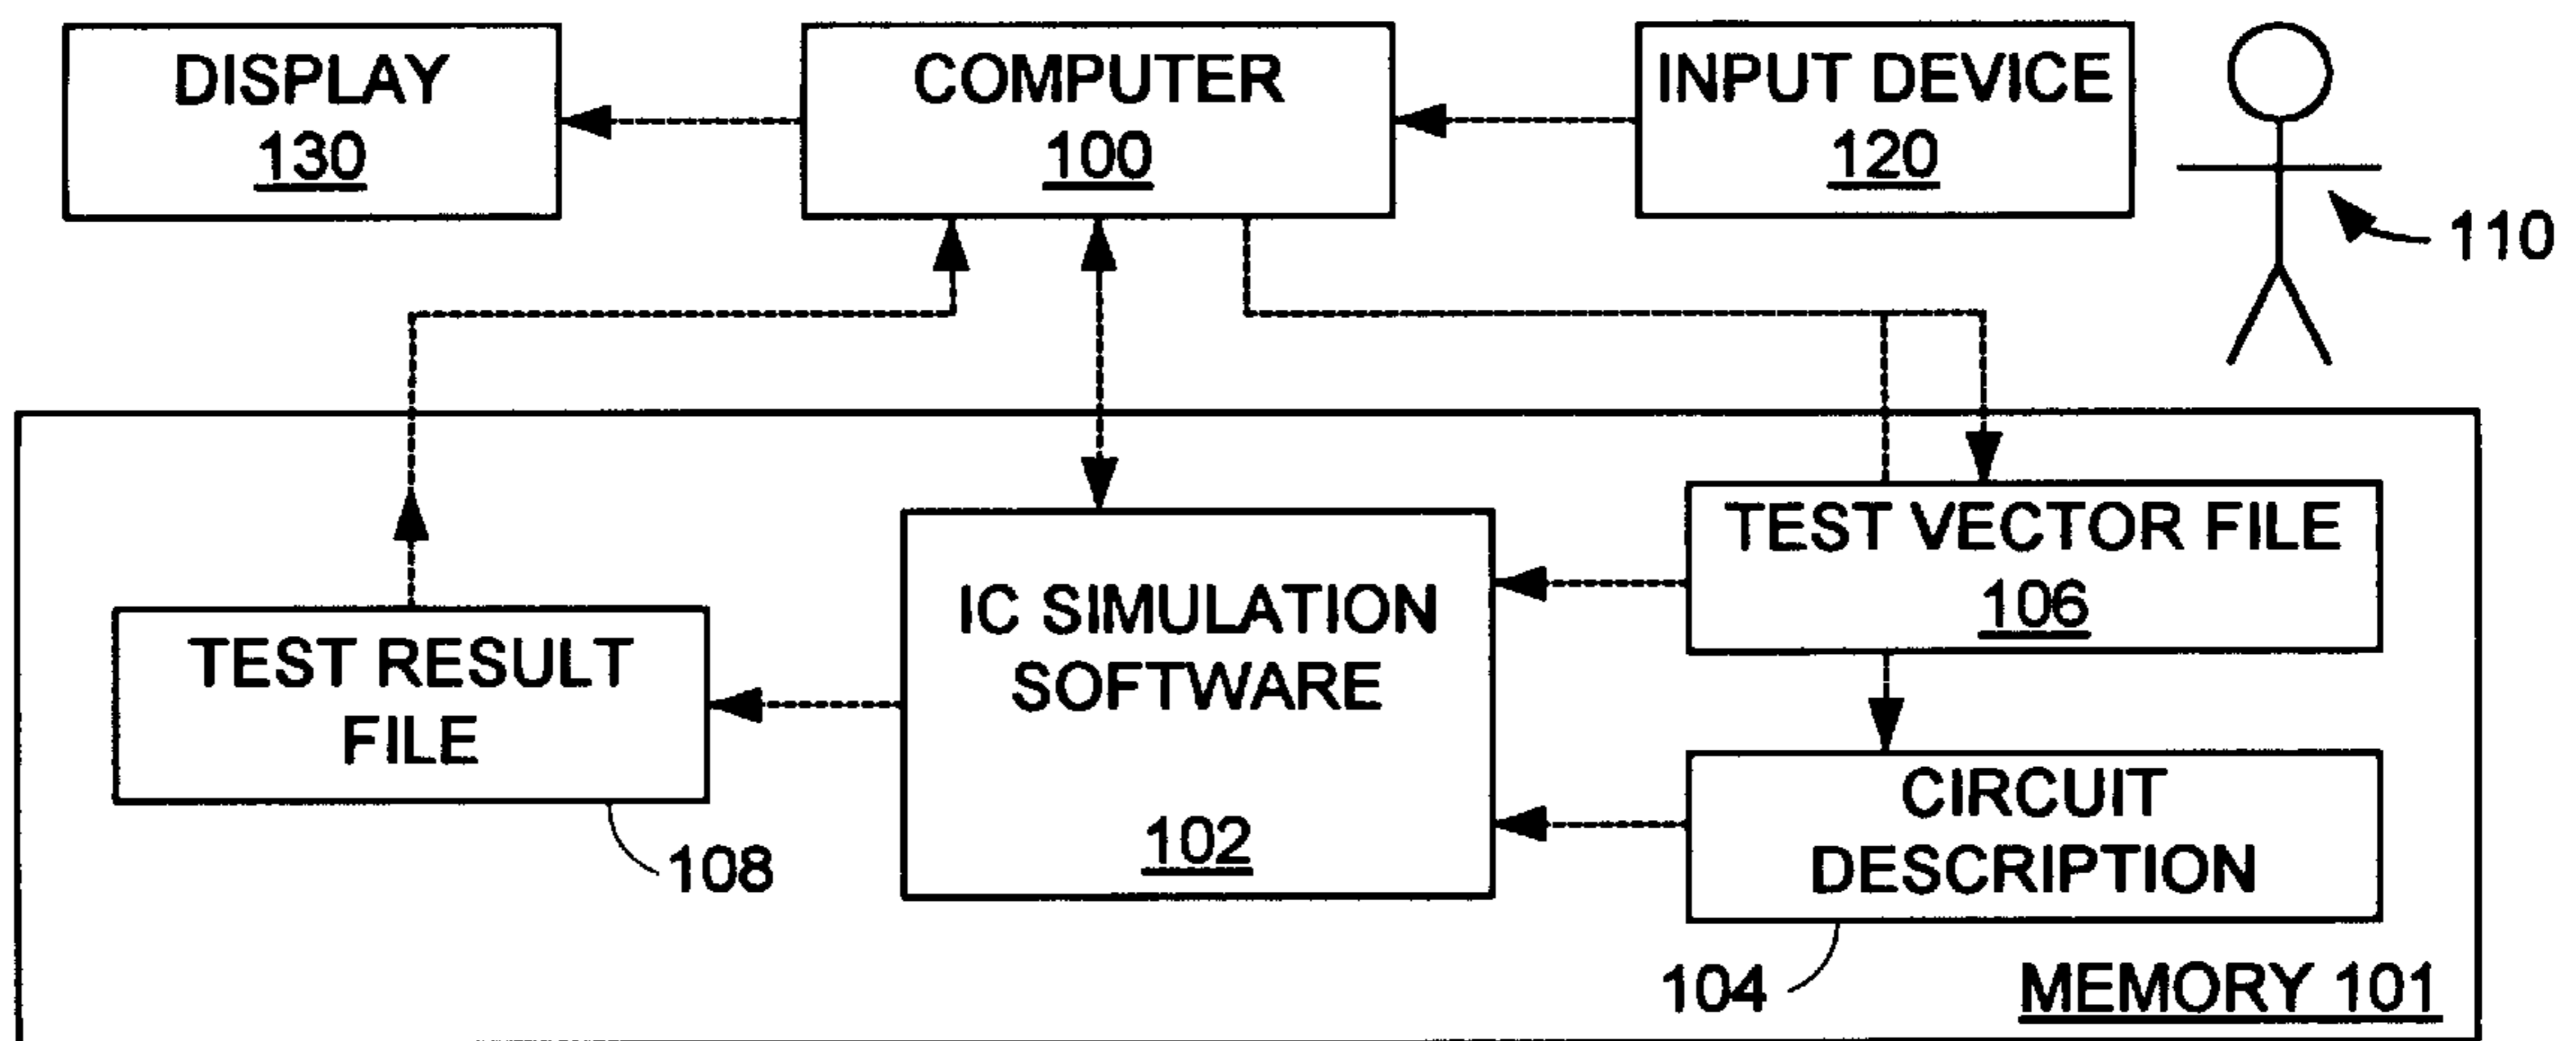 DISPLAY
130
COMPUTER
100
INPUT DEVICE
120
110
TEST VECTOR FILE
106
IC SIMULATION
SOFTWARE
102
TEST RESULT
FILE
108
CIRCUIT
DESCRIPTION
104
MEMORY 101